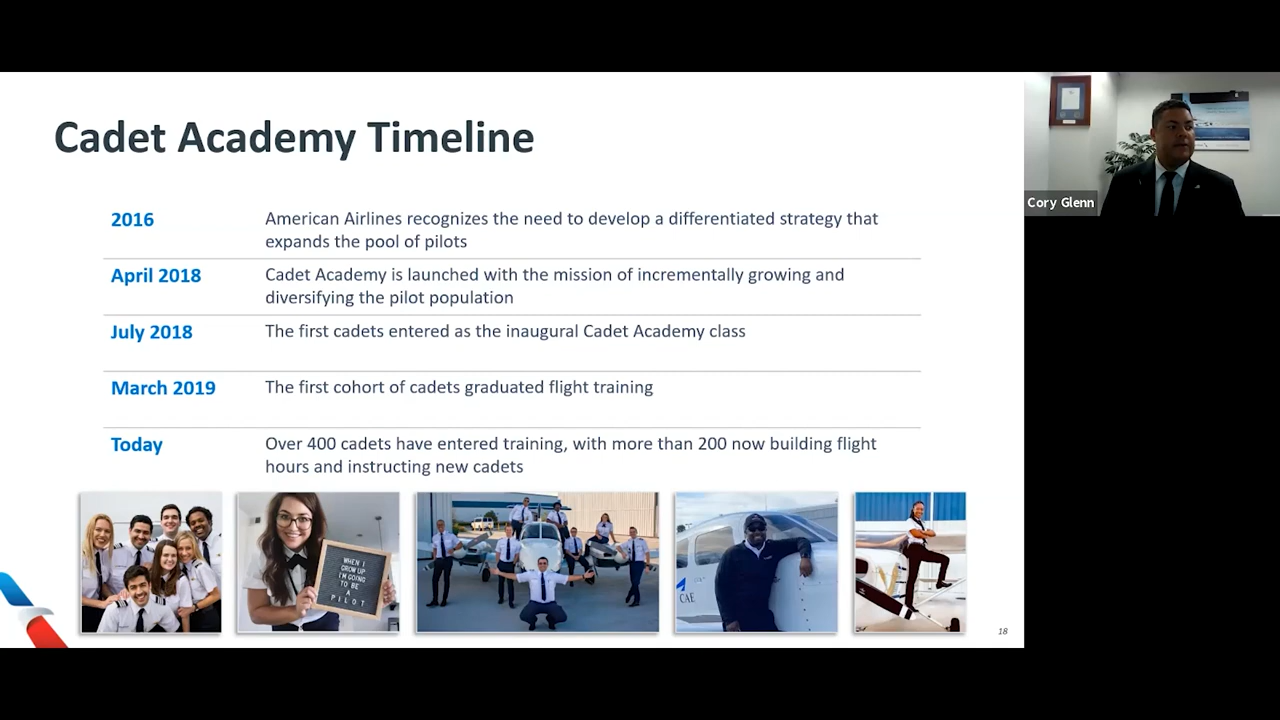 Cadet Academy Timeline
2016
American Airlines recognizes the need to develop a differentiated strategy that
expands the pool of pilots
April 2018
Cadet Academy is launched with the mission of incrementally growing and
diversifying the pilot population
July 2018
The first cadets entered as the inaugural Cadet Academy class
March 2019
The first cohort of cadets graduated flight training
Today
Over 400 cadets have entered training, with more than 200 now building flight
hours and instructing new cadets
WHEN I
GROW UP
I'M GOING
TO BE
A
PILOT
CAE
18
Cory Glenn